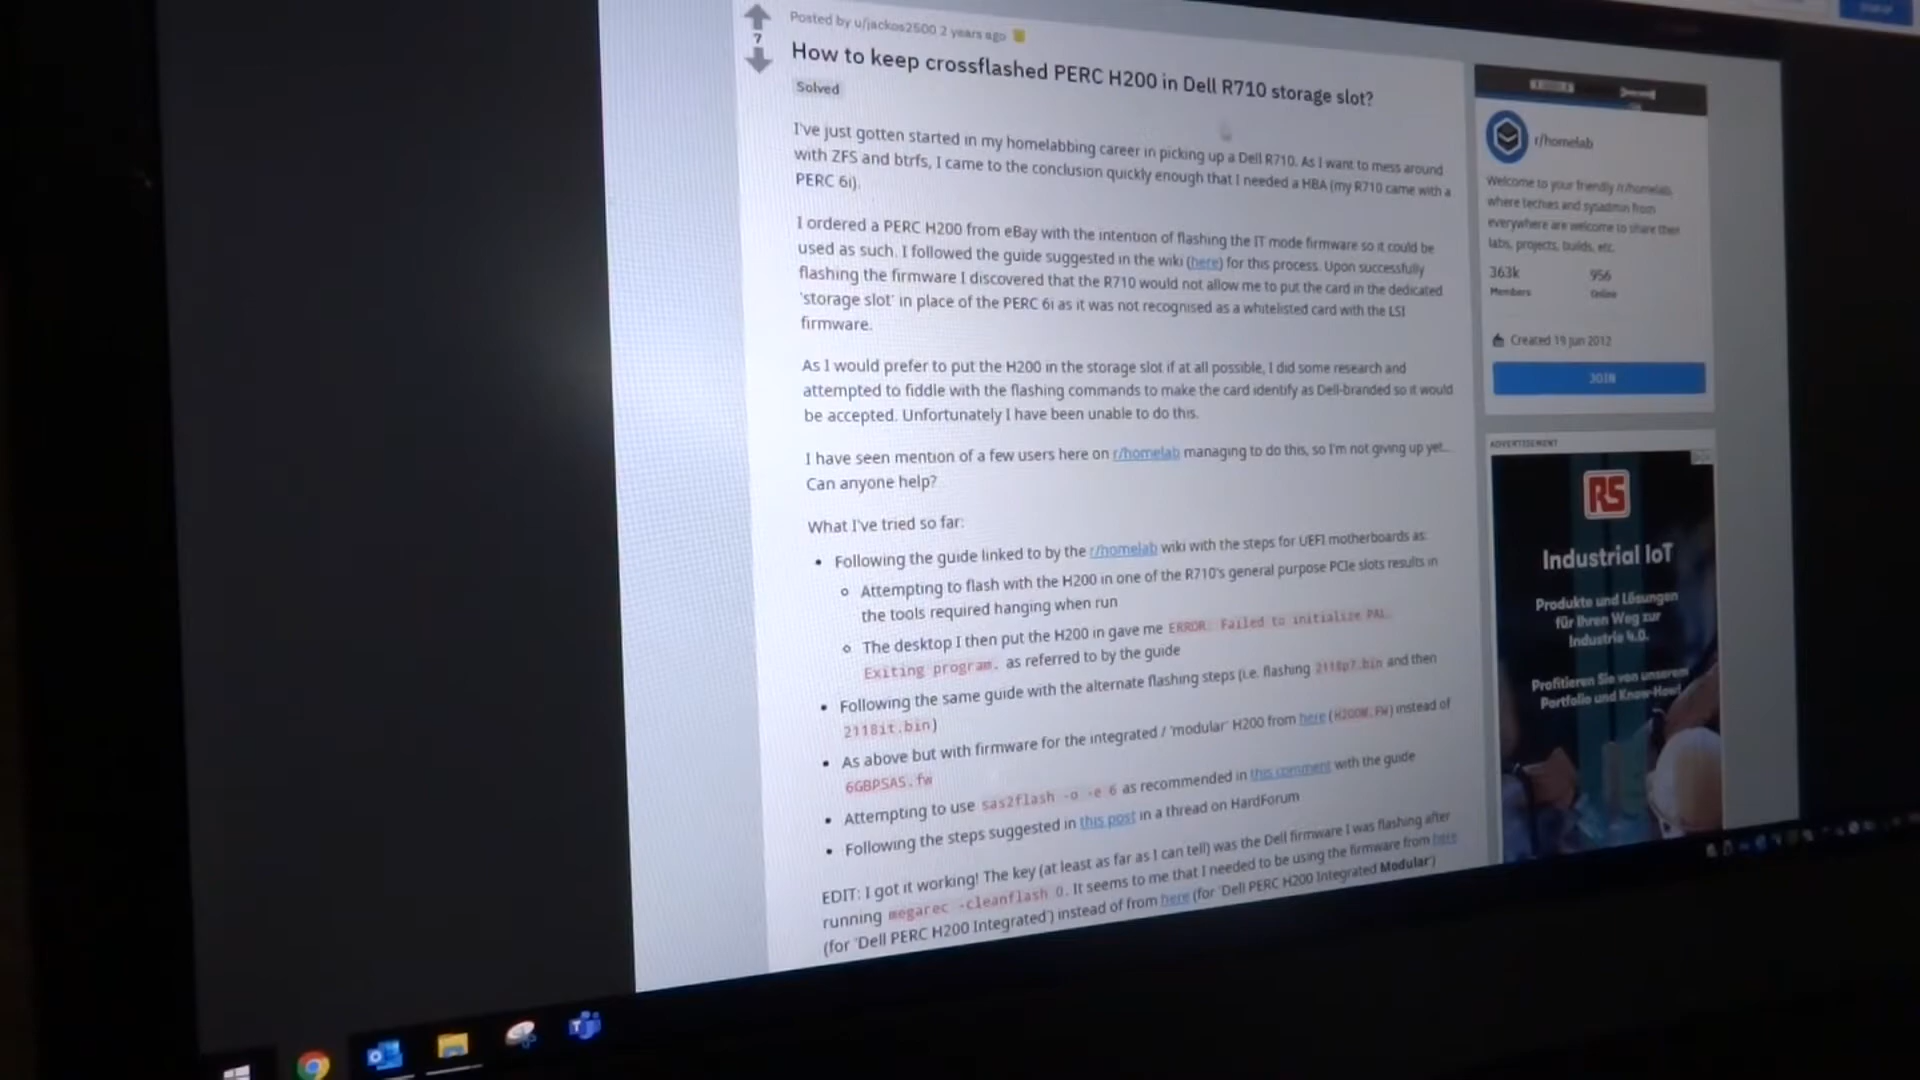 Posted by u/jackos2500 2 years ago
7
How to keep crossflashed PERC H200 in Dell R710 storage slot?
Solved
I've just gotten started in my homelabbing career in picking up a Dell R710. As I want to mess around
with ZFS and btrfs, I came to the conclusion quickly enough that I needed a HBA (my R710 came with a
PERC 6i).
I ordered a PERC H200 from eBay with the intention of flashing the IT mode firmware so it could be
used as such. I followed the guide suggested in the wiki (here) for this process. Upon successfully
flashing the firmware I discovered that the R710 would not allow me to put the card in the dedicated
'storage slot' in place of the PERC 6i as it was not recognised as a whitelisted card with the LSI
firmware.
As I would prefer to put the H200 in the storage slot if at all possible, I did some research and
attempted to fiddle with the flashing commands to make the card identify as Dell-branded so it would
be accepted. Unfortunately I have been unable to do this.
I have seen mention of a few users here on r/homelab managing to do this, so I'm not giving up yet...
Can anyone help?
What I've tried so far:
• Following the guide linked to by the r/homelab wiki with the steps for UEFI motherboards as:
Attempting to flash with the H200 in one of the R710's general purpose PCIe slots results in
the tools required hanging when run
The desktop I then put the H200 in gave me ERROR: Failed to initialize PAL.
Exiting program. as referred to by the guide
• Following the same guide with the alternate flashing steps (i.e. flashing 2118p7.bin and then
2118it.bin)
• As above but with firmware for the integrated / 'modular' H200 from here (H200M.FW) instead of
6GBPSAS.fw
• Attempting to use sas2flash -o -e 6 as recommended in this comment with the guide
• Following the steps suggested in this post in a thread on HardForum
EDIT: I got it working! The key (at least as far as I can tell) was the Dell firmware I was flashing after
running megarec -cleanflash 0. It seems to me that I needed to be using the firmware from here
(for 'Dell PERC H200 Integrated') instead of from here (for 'Dell PERC H200 Integrated Modular')
r/homelab
Welcome to your friendly /r/homelab,
where techies and sysadmin from
everywhere are welcome to share their
labs, projects, builds, etc.
363k 956
Members Online
Created 19 Jun 2012
JOIN
ADVERTISEMENT
RS
Industrial IoT
Produkte und Lösungen
für Ihren Weg zur
Industrie 4.0.
Profitieren Sie von unserem
Portfolio und Know-How!